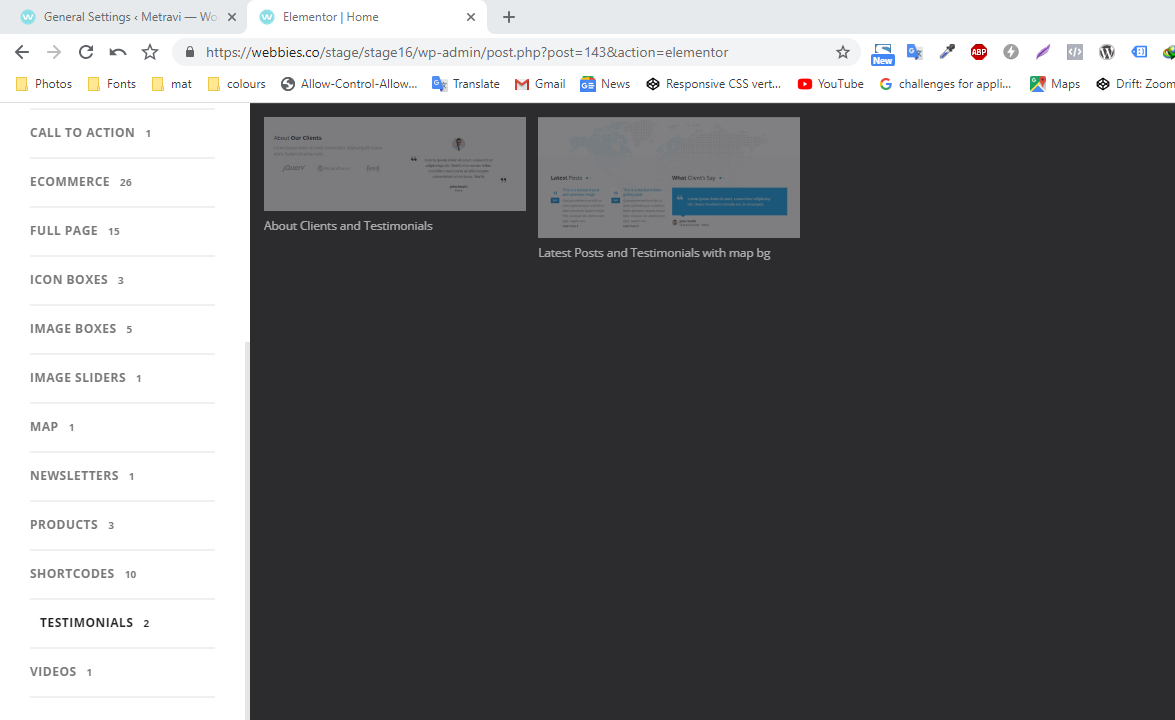 General Settings ‹ Metravi — Wo
Elementor | Home
https://webbies.co/stage/stage16/wp-admin/post.php?post=143&action=elementor
New
ABP
Photos
Fonts
mat
colours
Allow-Control-Allow...
Translate
Gmail
News
Responsive CSS vert...
YouTube
challenges for appli...
Maps
Drift: Zoom
CALL TO ACTION 1
ECOMMERCE 26
FULL PAGE 15
ICON BOXES 3
IMAGE BOXES 5
IMAGE SLIDERS 1
MAP 1
NEWSLETTERS 1
PRODUCTS 3
SHORTCODES 10
TESTIMONIALS 2
VIDEOS 1
About Our Clients
jQUERY
About Clients and Testimonials
Latest Posts
What Client's Say
Latest Posts and Testimonials with map bg